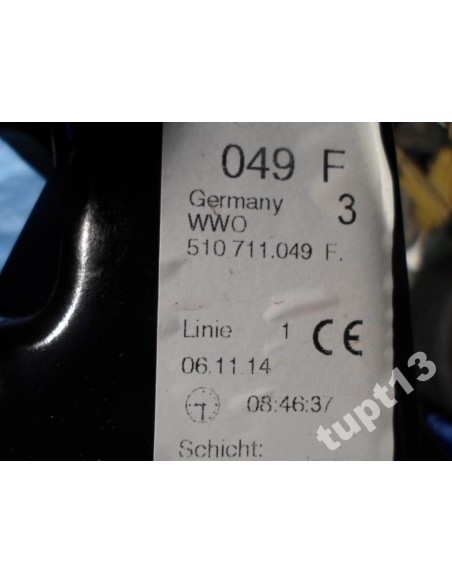 049 F
Germany 3
WWO
510 711.049 F.
Linie 1 CE
06.11.14
08:46:37
Schicht:
tupt13